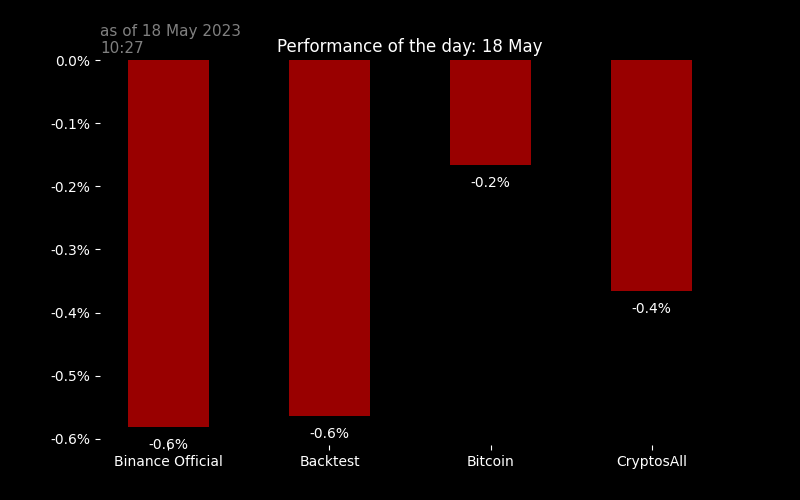 as of 18 May 2023
10:27
Performance of the day: 18 May
0.0%
-0.1%
-0.2%
-0.3%
-0.4%
-0.5%
-0.6%
-0.6%
-0.6%
-0.2%
-0.4%
Binance Official
Backtest
Bitcoin
CryptosAll